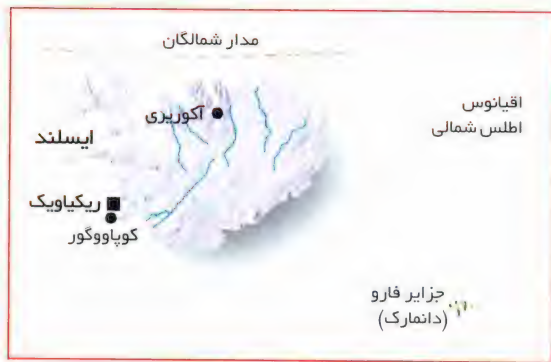 مدار شمالگان
اقیانوس
اطلس شمالی
آکوریری
ایسلند
ریکیاویک
کوپاووگور
جزایر فارو
(دانمارک)